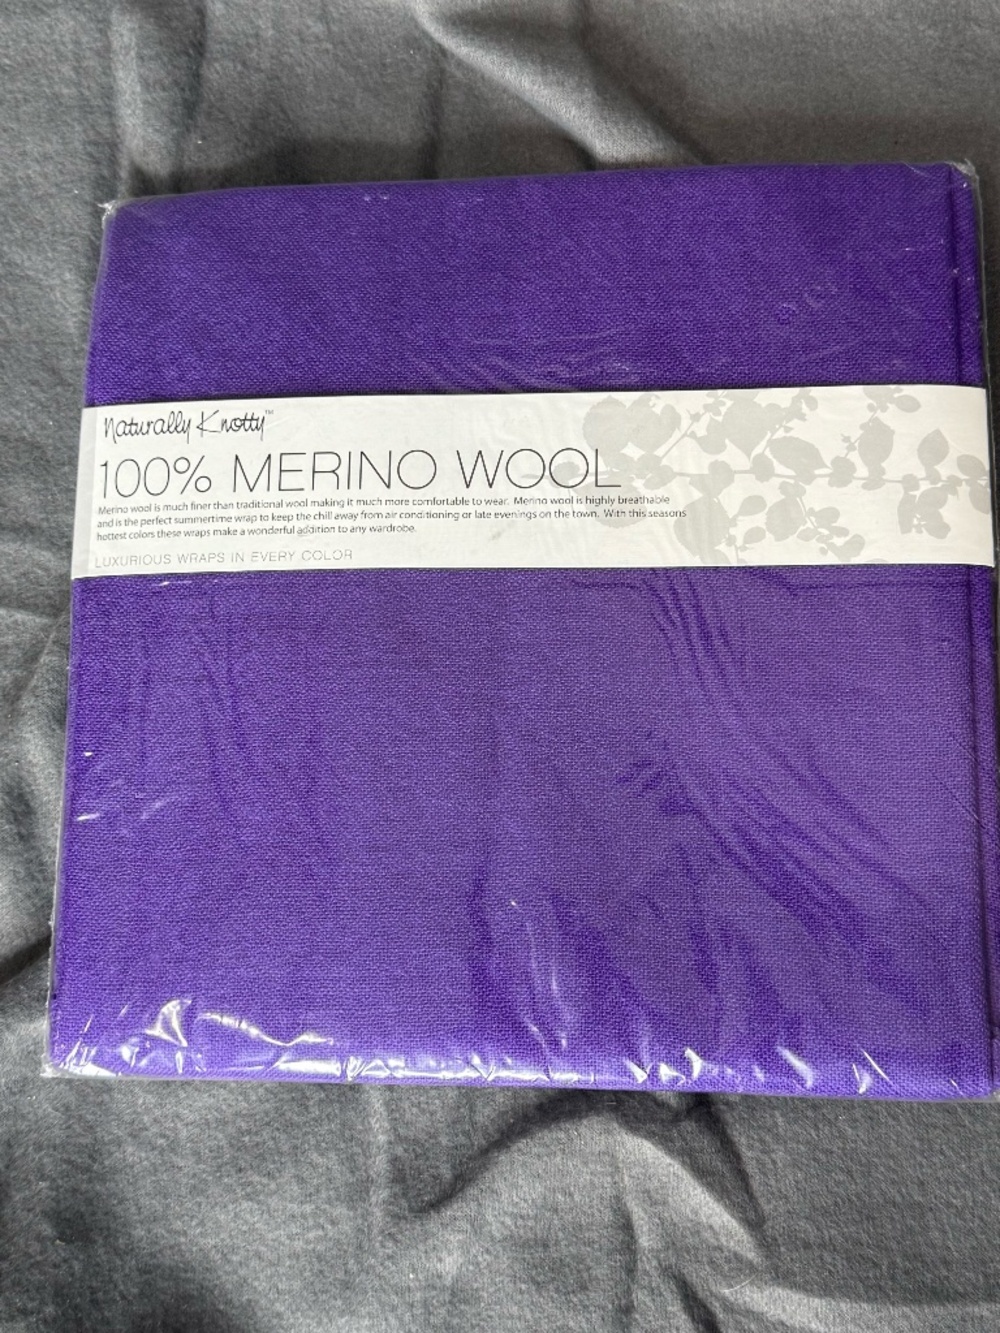 Naturally Knotty™
100% MERINO WOOL
Merino wool is much finer than traditional wool making it much more comfortable to wear. Merino wool is highly breathable
and is the perfect summertime wrap to keep the chill away from air conditioning or late evenings on the town. With this seasons
hottest colors these wraps make a wonderful addition to any wardrobe.
LUXURIOUS WRAPS IN EVERY COLOR